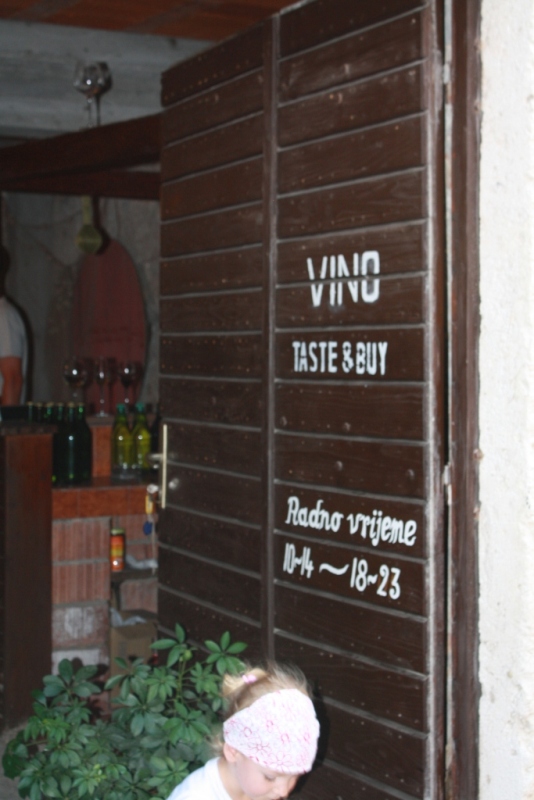 VINO
TASTE & BUY
Radno vrijeme
10~14 ~ 18~23